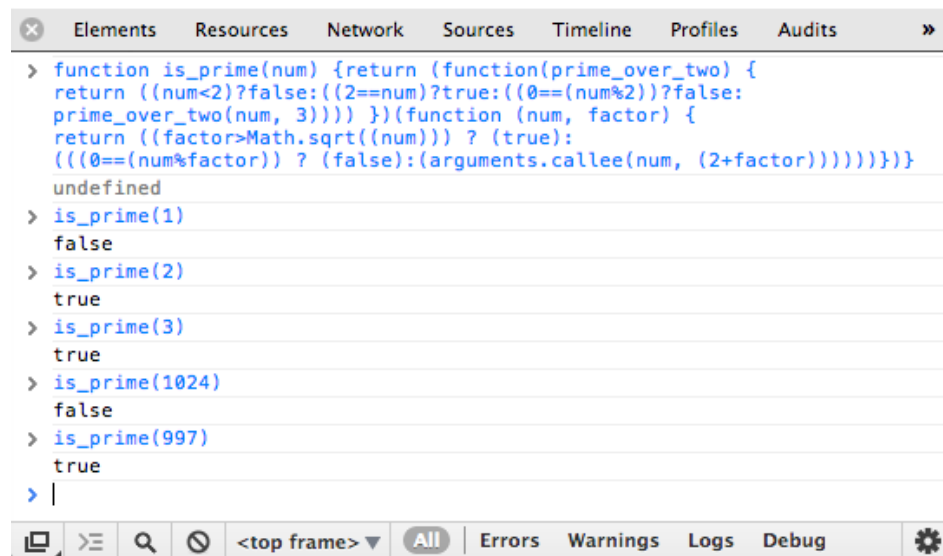 Elements Resources Network Sources Timeline Profiles Audits »
> function is_prime(num) {return (function(prime_over_two) {
return ((num<2)?false:((2==num)?true:((0==(num%2))?false:
prime_over_two(num, 3)))) })(function (num, factor) {
return ((factor>Math.sqrt((num))) ? (true):
(((0==(num%factor)) ? (false):(arguments.callee(num, (2+factor))))))})}
undefined
> is_prime(1)
false
> is_prime(2)
true
> is_prime(3)
true
> is_prime(1024)
false
> is_prime(997)
true
>
<top frame> ▼ All | Errors Warnings Logs Debug